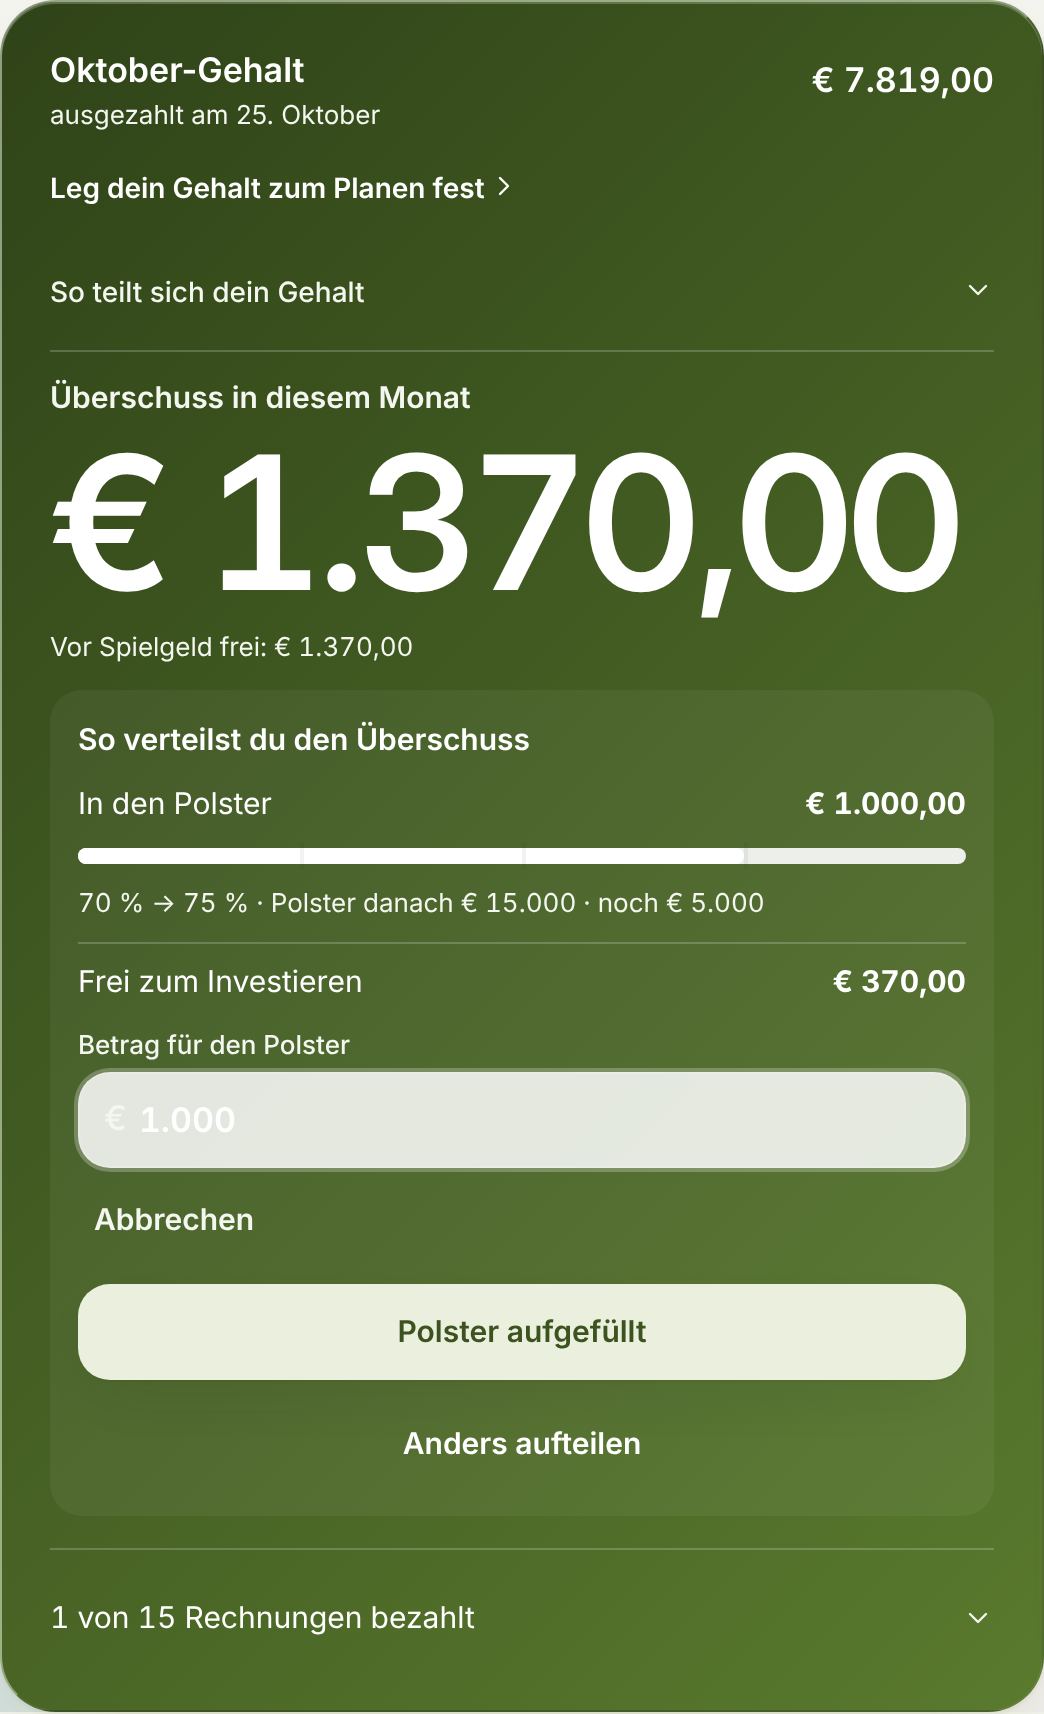 Oktober-Gehalt
€ 7.819,00
ausgezahlt am 25. Oktober
Leg dein Gehalt zum Planen fest
So teilt sich dein Gehalt
Überschuss in diesem Monat
€ 1.370,00
Vor Spielgeld frei: € 1.370,00
So verteilst du den Überschuss
In den Polster
€ 1.000,00
70 % → 75 % · Polster danach € 15.000 · noch € 5.000
Frei zum Investieren
€ 370,00
Betrag für den Polster
€ 1.000
Abbrechen
Polster aufgefüllt
Anders aufteilen
1 von 15 Rechnungen bezahlt